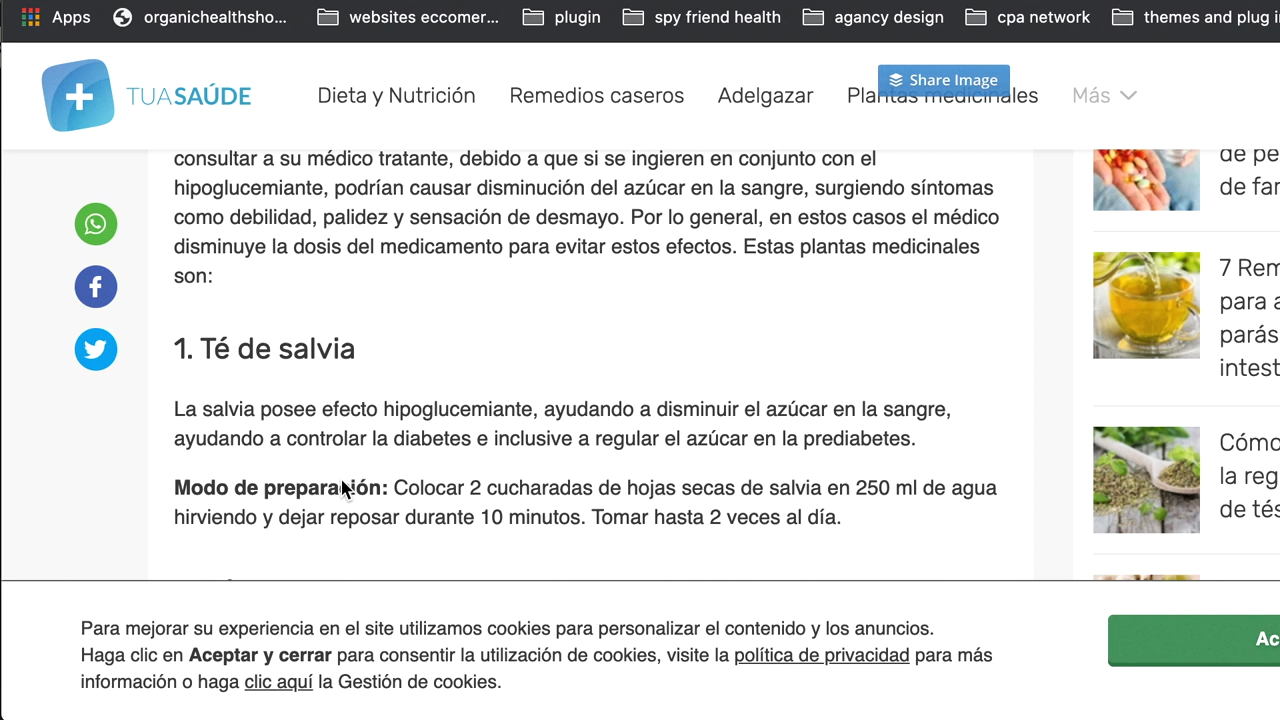 Apps organichealthsho... websites eccomer... plugin spy friend health agancy design cpa network themes and plug
TUASAÚDE Dieta y Nutrición Remedios caseros Adelgazar Plantas medicinales Más
Share Image
consultar a su médico tratante, debido a que si se ingieren en conjunto con el
hipoglucemiante, podrían causar disminución del azúcar en la sangre, surgiendo síntomas
como debilidad, palidez y sensación de desmayo. Por lo general, en estos casos el médico
disminuye la dosis del medicamento para evitar estos efectos. Estas plantas medicinales
son:
1. Té de salvia
La salvia posee efecto hipoglucemiante, ayudando a disminuir el azúcar en la sangre,
ayudando a controlar la diabetes e inclusive a regular el azúcar en la prediabetes.
Modo de preparación: Colocar 2 cucharadas de hojas secas de salvia en 250 ml de agua
hirviendo y dejar reposar durante 10 minutos. Tomar hasta 2 veces al día.
de pe
de far
7 Rem
para a
parás
intest
Cómo
la reg
de tés
Para mejorar su experiencia en el site utilizamos cookies para personalizar el contenido y los anuncios.
Haga clic en Aceptar y cerrar para consentir la utilización de cookies, visite la política de privacidad para más
información o haga clic aquí la Gestión de cookies.
Ac